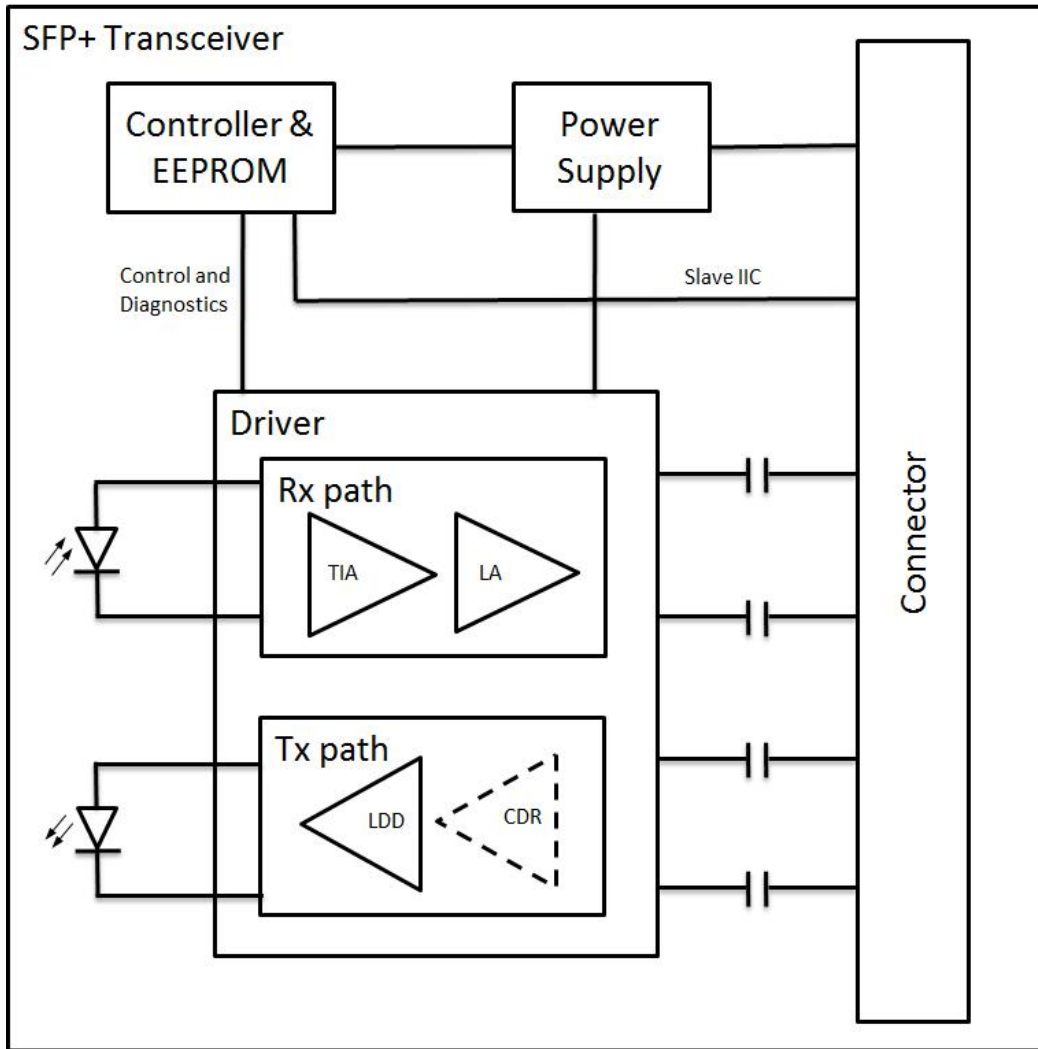 SFP+ Transceiver
Controller &
EEPROM
Power
Supply
Control and
Diagnostics
Slave IIC
Driver
Rx path
TIA
LA
Connector
Tx path
LDD
CDR